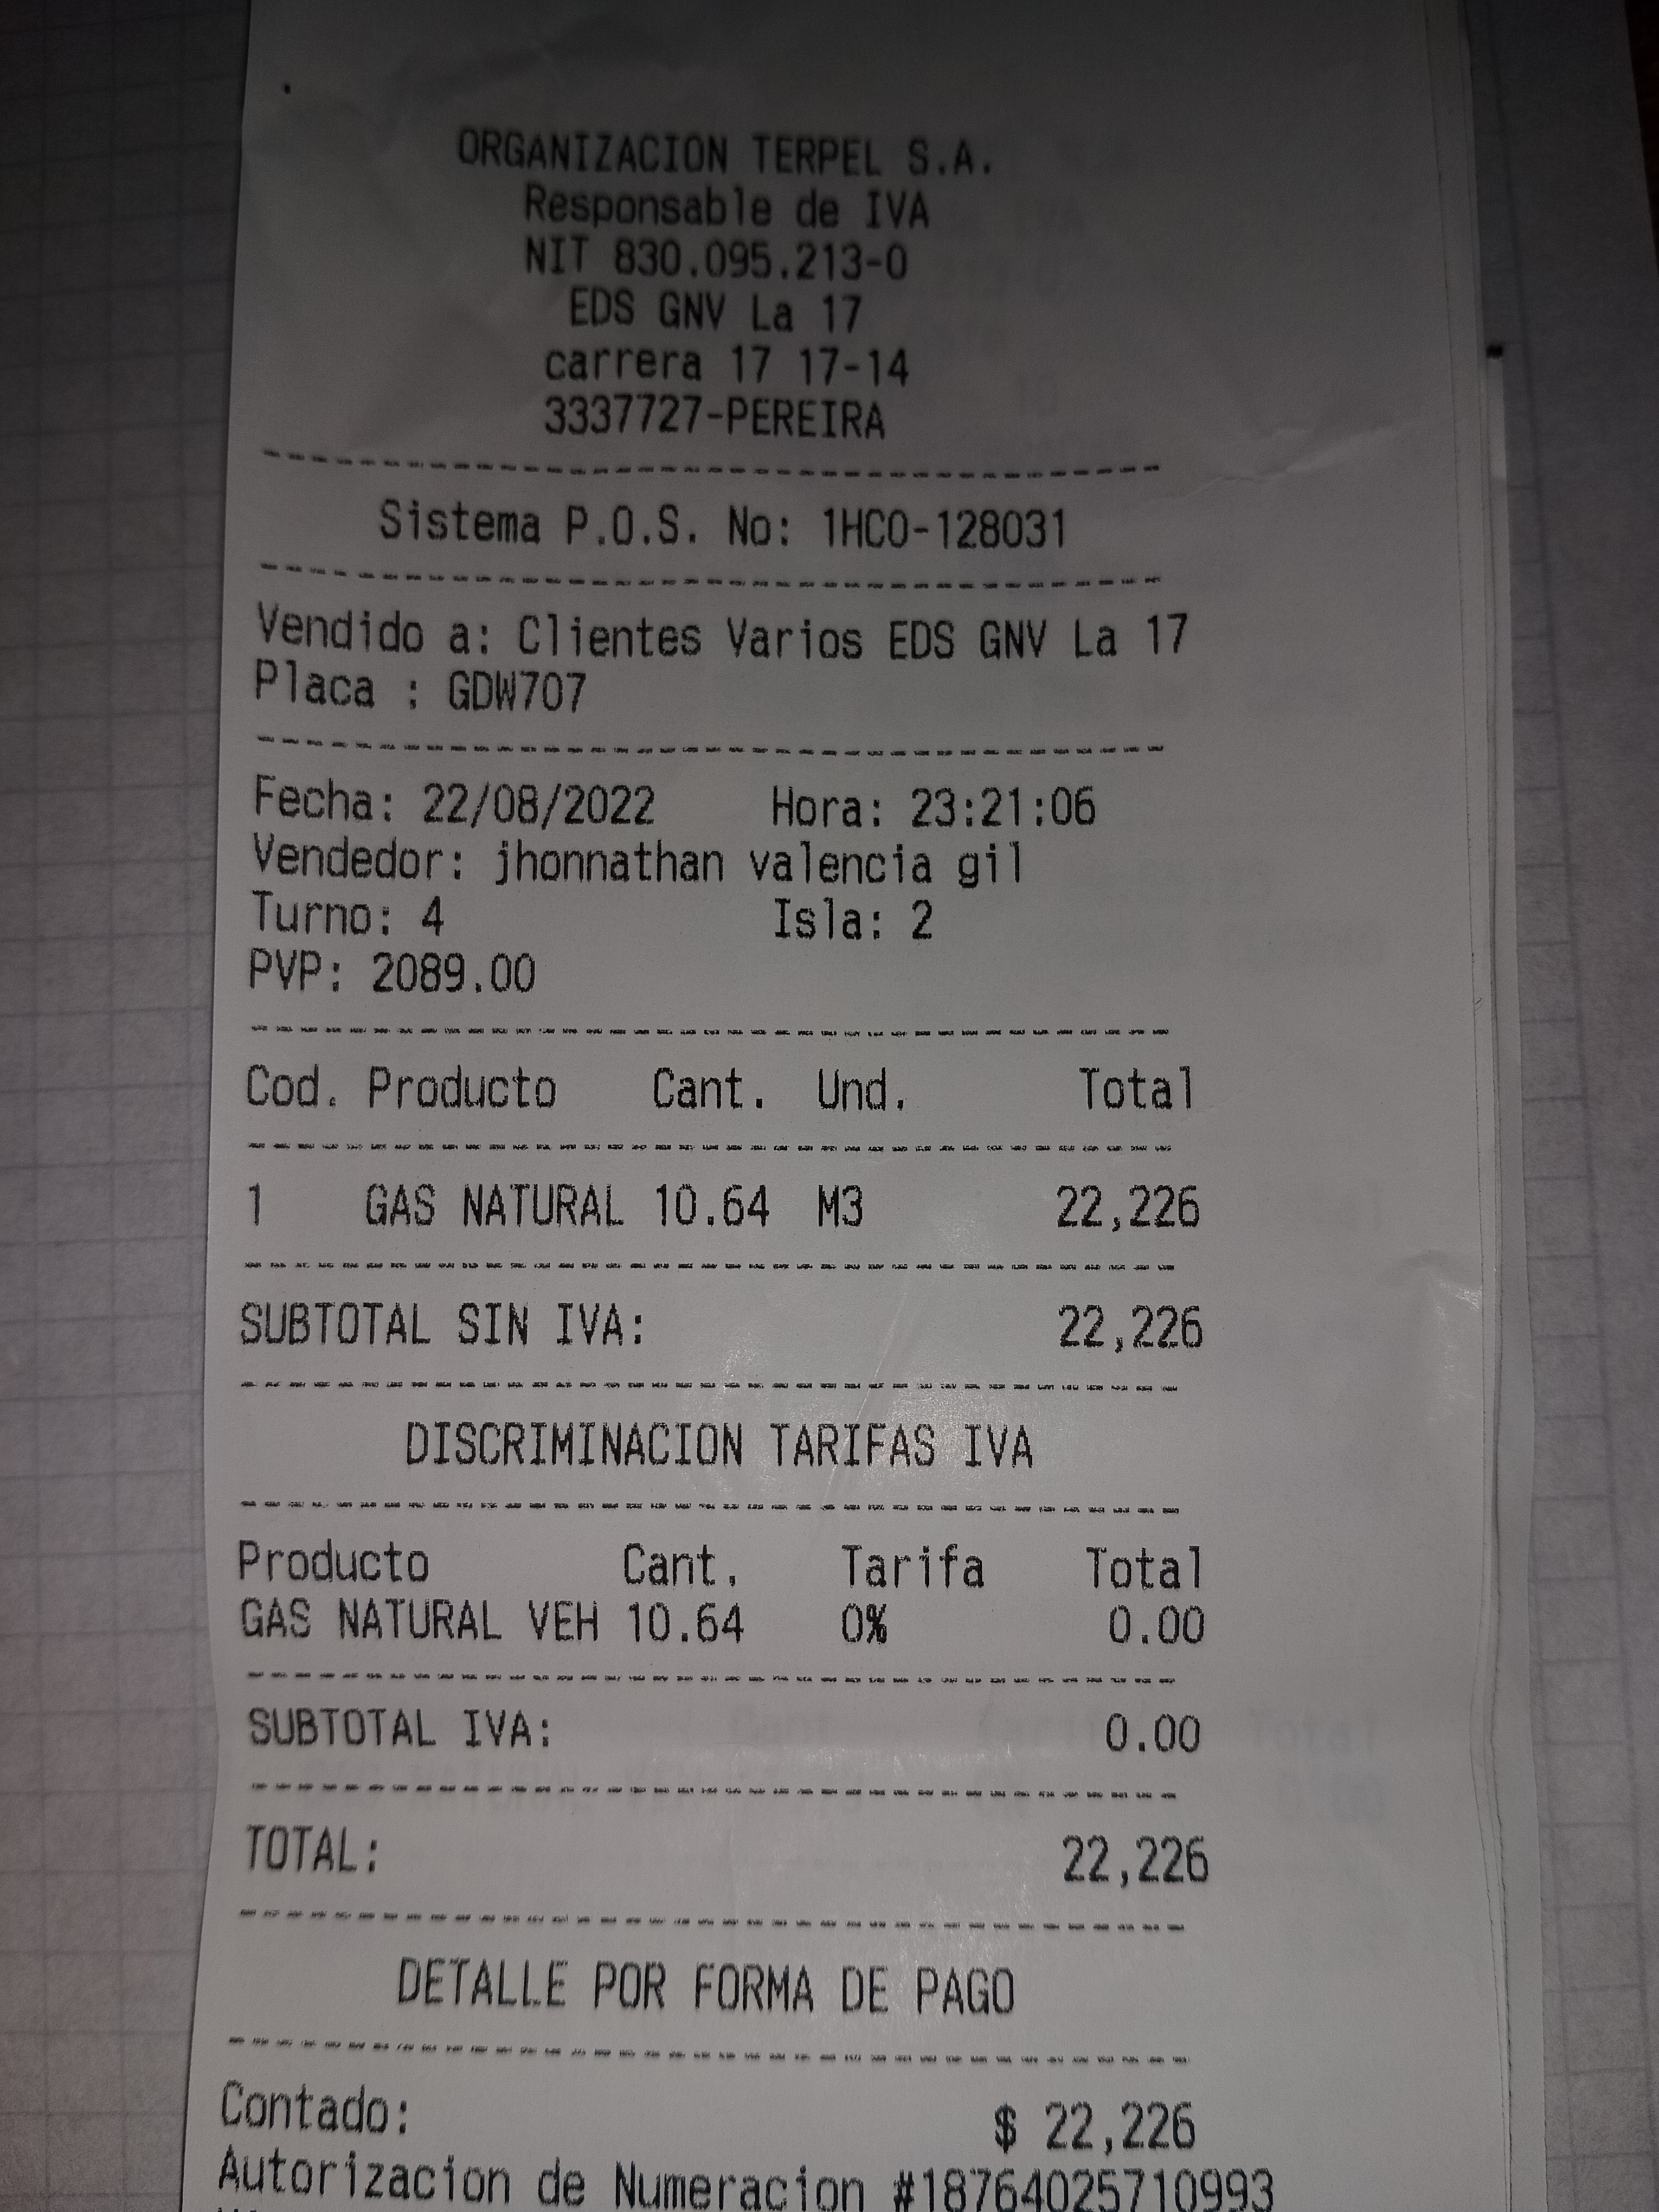 ORGANIZACION TERPEL S.A.
Responsable de IVA
NIT 830.095.213-0
EDS GNV La 17
carrera 17 17-14
3337727-PEREIRA
Sistema P.O.S. No: 1HCO-128031
Vendido a: Clientes Varios EDS GNV La 17
Placa : GDW707
Fecha: 22/08/2022 Hora: 23:21:06
Vendedor: jhonnathan valencia gil
Turno: 4 Isla: 2
PVP: 2089.00
Cod. Producto Cant. Und. Total
1 GAS NATURAL 10.64 M3 22,226
SUBTOTAL SIN IVA: 22,226
DISCRIMINACION TARIFAS IVA
Producto Cant. Tarifa Total
GAS NATURAL VEH 10.64 0% 0.00
SUBTOTAL IVA: 0.00
TOTAL: 22,226
DETALLE POR FORMA DE PAGO
Contado: $ 22,226
Autorizacion de Numeracion #18764025710993